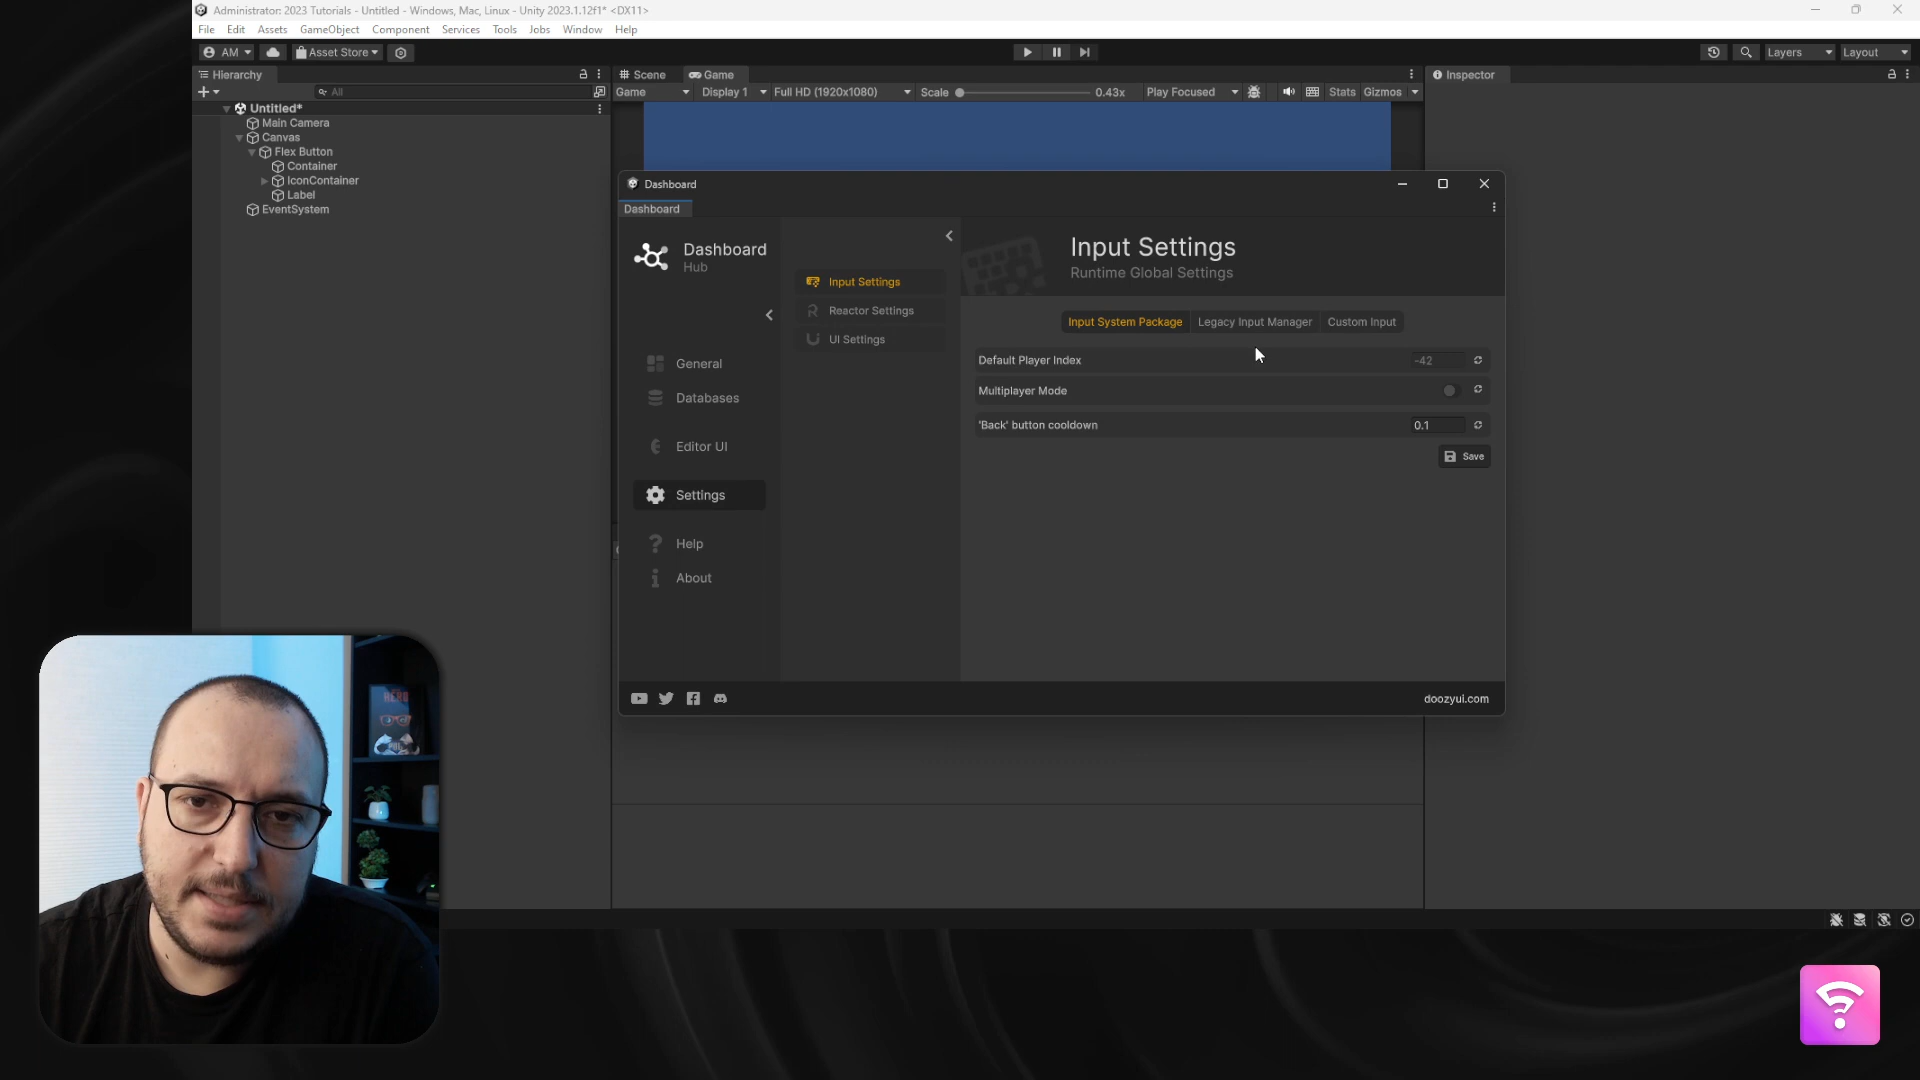 Administrator: 2023 Tutorials - Untitled - Windows, Mac, Linux - Unity 2023.1.12f1* <DX11>
File Edit Assets GameObject Component Services Tools Jobs Window Help
AM Asset Store Layers Layout
Hierarchy
Scene Game
Inspector
All
Game Display 1 Full HD (1920x1080) Scale 0.43x Play Focused Stats Gizmos
Untitled*
Main Camera
Canvas
Flex Button
Container
IconContainer
Label
EventSystem
Dashboard
Dashboard
Dashboard
Hub
General
Databases
Editor UI
Settings
Help
About
Input Settings
Reactor Settings
UI Settings
Input Settings
Runtime Global Settings
Input System Package Legacy Input Manager Custom Input
Default Player Index -42
Multiplayer Mode
'Back' button cooldown 0.1
Save
doozyui.com